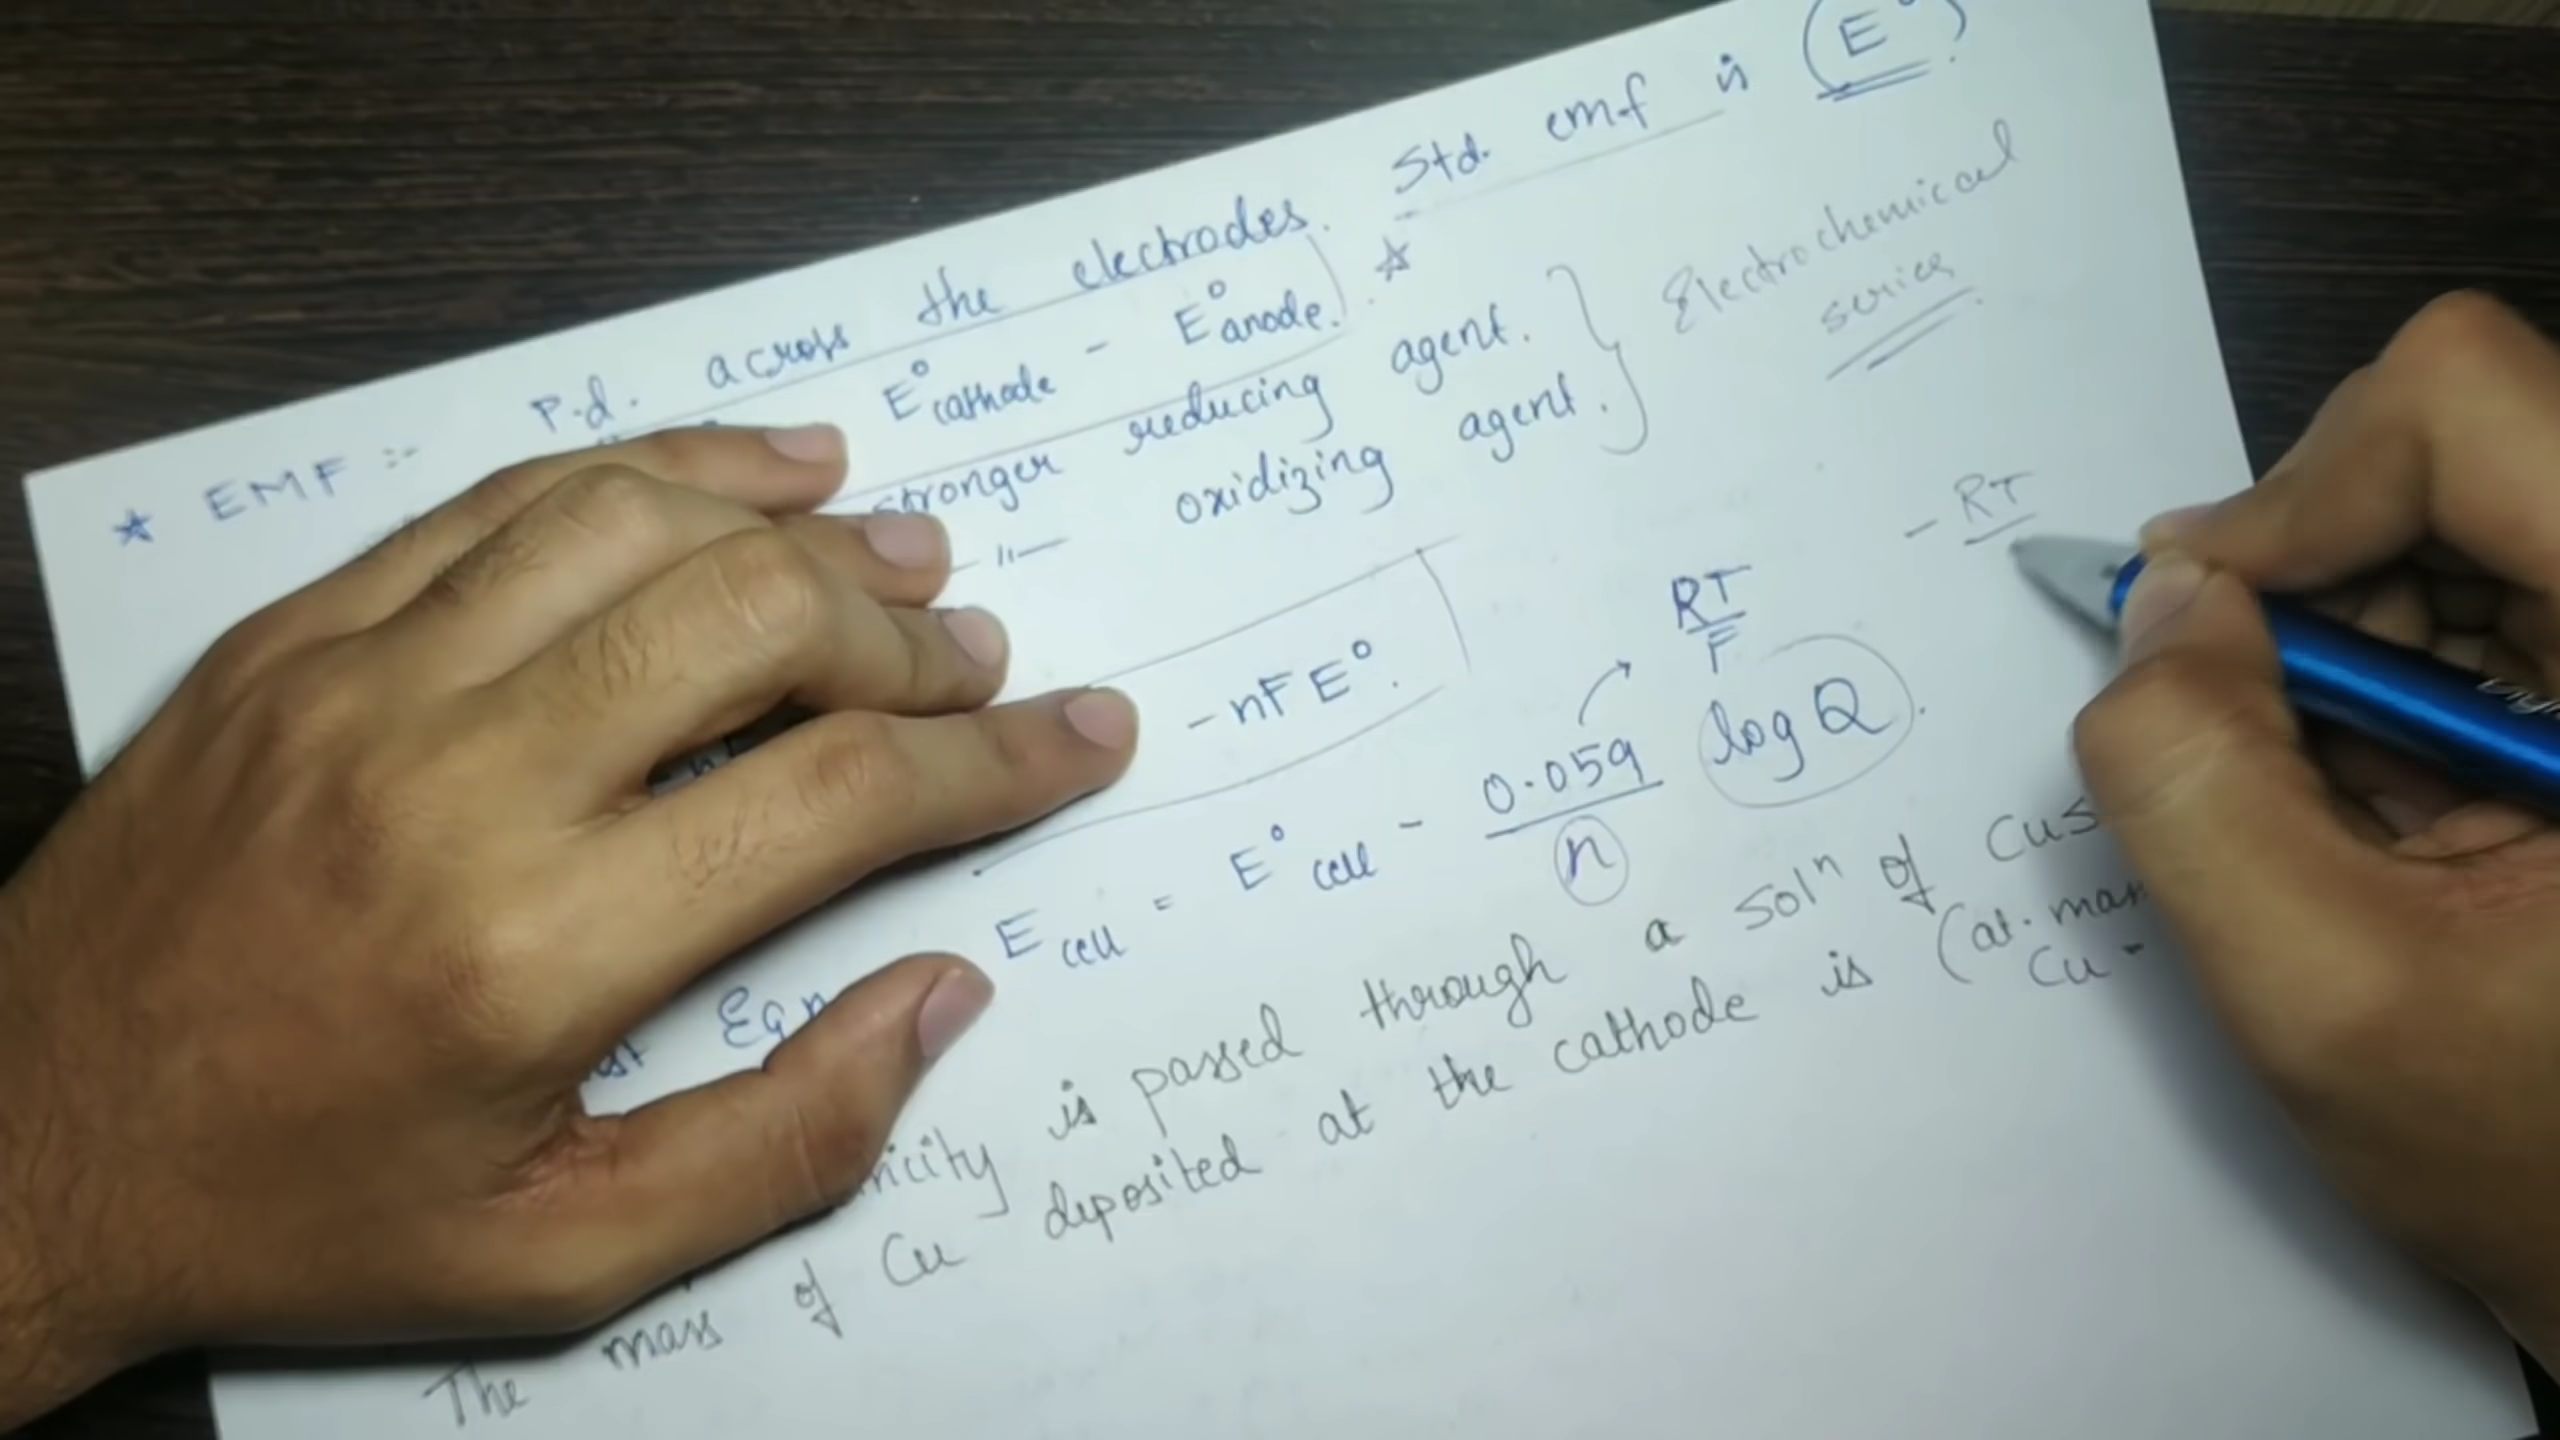 ★ EMF :- P.d. across the electrodes. Std. emf is (E°).
E°cathode - E°anode. ★
stronger reducing agent. } Electrochemical series
—"— oxidizing agent.
- nFE°.
RT/F
- RT
Eqn Ecell = E°cell - 0.059/n log Q.
is passed through a solⁿ of
The mass of Cu deposited at the cathode is (at.
Cu -